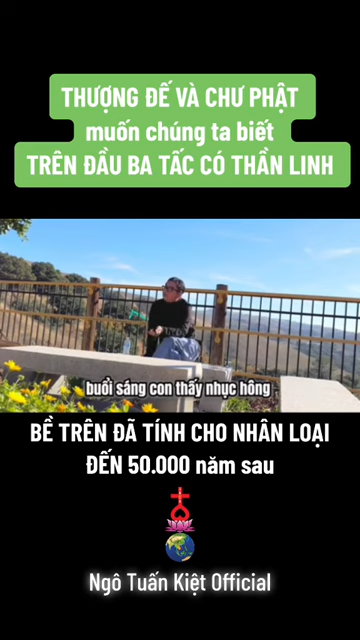 THƯỢNG ĐẾ VÀ CHƯ PHẬT
muốn chúng ta biết
TRÊN ĐẦU BA TẤC CÓ THẦN LINH
buổi sáng con thấy nhục hông
BỀ TRÊN ĐÃ TÍNH CHO NHÂN LOẠI
ĐẾN 50.000 năm sau
Ngô Tuấn Kiệt Official